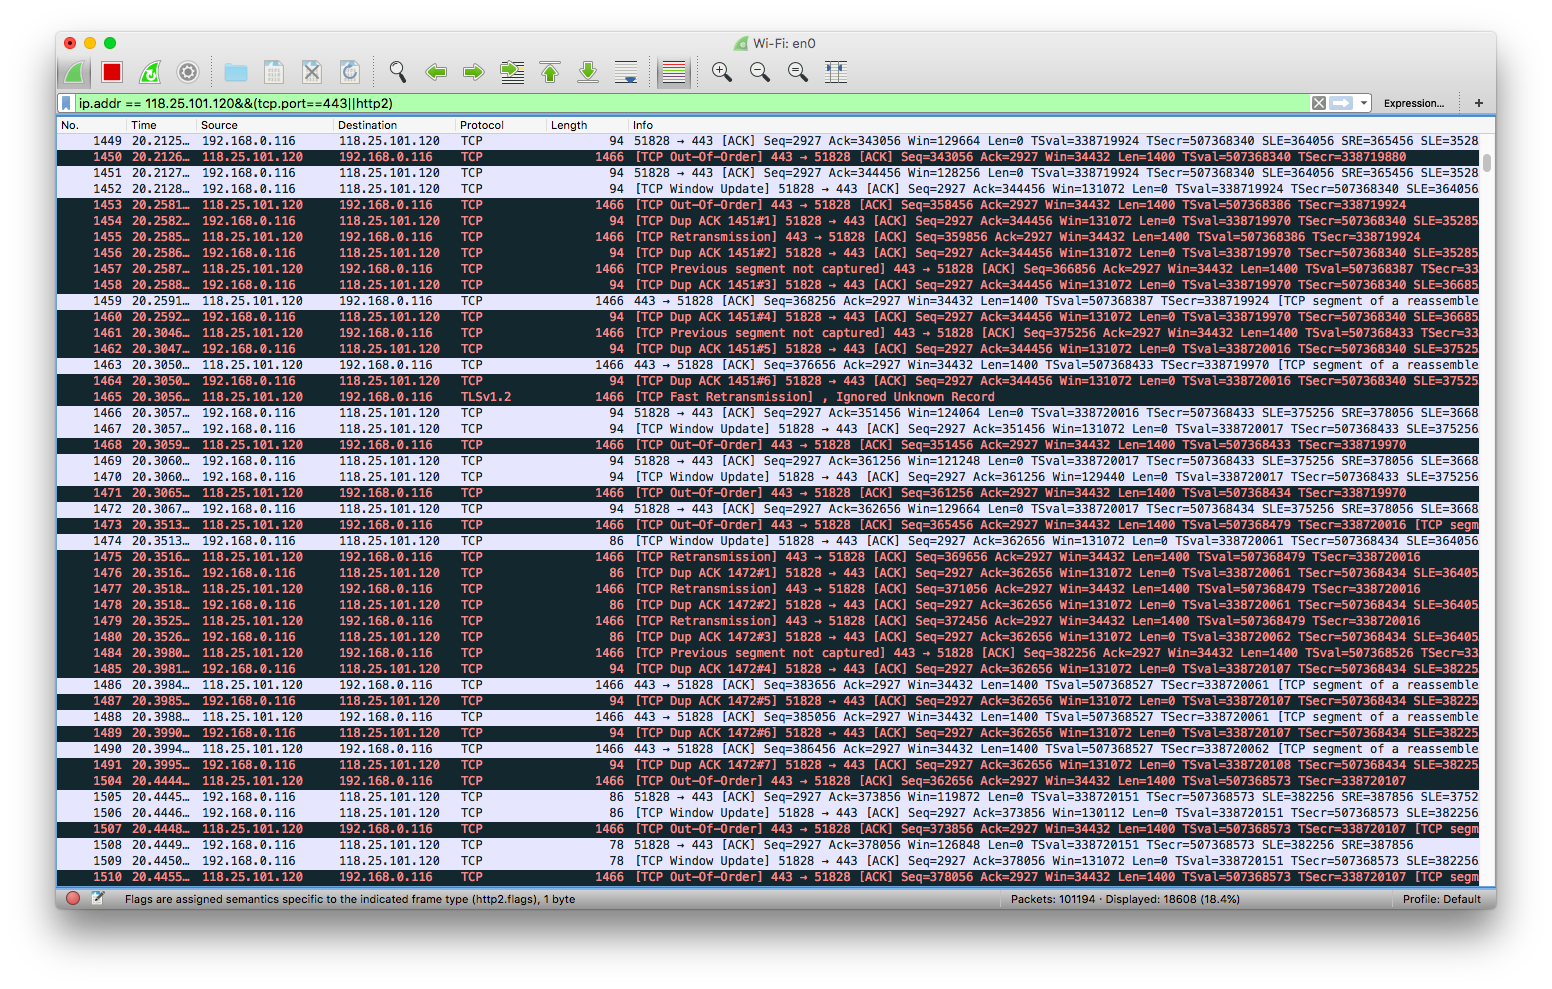 Wi-Fi: en0
ip.addr == 118.25.101.120&&(tcp.port==443||http2)
Expression...
+
No. Time Source Destination Protocol Length Info
1449 20.2125… 192.168.0.116 118.25.101.120 TCP 94 51828 → 443 [ACK] Seq=2927 Ack=343056 Win=129664 Len=0 TSval=338719924 TSecr=507368340 SLE=364056 SRE=365456 SLE=3528
1450 20.2126… 118.25.101.120 192.168.0.116 TCP 1466 [TCP Out-Of-Order] 443 → 51828 [ACK] Seq=343056 Ack=2927 Win=34432 Len=1400 TSval=507368340 TSecr=338719880
1451 20.2127… 192.168.0.116 118.25.101.120 TCP 94 51828 → 443 [ACK] Seq=2927 Ack=344456 Win=128256 Len=0 TSval=338719924 TSecr=507368340 SLE=364056 SRE=365456 SLE=3528
1452 20.2128… 192.168.0.116 118.25.101.120 TCP 94 [TCP Window Update] 51828 → 443 [ACK] Seq=2927 Ack=344456 Win=131072 Len=0 TSval=338719924 TSecr=507368340 SLE=364056
1453 20.2581… 118.25.101.120 192.168.0.116 TCP 1466 [TCP Out-Of-Order] 443 → 51828 [ACK] Seq=358456 Ack=2927 Win=34432 Len=1400 TSval=507368386 TSecr=338719924
1454 20.2582… 192.168.0.116 118.25.101.120 TCP 94 [TCP Dup ACK 1451#1] 51828 → 443 [ACK] Seq=2927 Ack=344456 Win=131072 Len=0 TSval=338719970 TSecr=507368340 SLE=35285
1455 20.2585… 118.25.101.120 192.168.0.116 TCP 1466 [TCP Retransmission] 443 → 51828 [ACK] Seq=359856 Ack=2927 Win=34432 Len=1400 TSval=507368386 TSecr=338719924
1456 20.2586… 192.168.0.116 118.25.101.120 TCP 94 [TCP Dup ACK 1451#2] 51828 → 443 [ACK] Seq=2927 Ack=344456 Win=131072 Len=0 TSval=338719970 TSecr=507368340 SLE=35285
1457 20.2587… 118.25.101.120 192.168.0.116 TCP 1466 [TCP Previous segment not captured] 443 → 51828 [ACK] Seq=366856 Ack=2927 Win=34432 Len=1400 TSval=507368387 TSecr=33
1458 20.2588… 192.168.0.116 118.25.101.120 TCP 94 [TCP Dup ACK 1451#3] 51828 → 443 [ACK] Seq=2927 Ack=344456 Win=131072 Len=0 TSval=338719970 TSecr=507368340 SLE=36685
1459 20.2591… 118.25.101.120 192.168.0.116 TCP 1466 443 → 51828 [ACK] Seq=368256 Ack=2927 Win=34432 Len=1400 TSval=507368387 TSecr=338719924 [TCP segment of a reassemble
1460 20.2592… 192.168.0.116 118.25.101.120 TCP 94 [TCP Dup ACK 1451#4] 51828 → 443 [ACK] Seq=2927 Ack=344456 Win=131072 Len=0 TSval=338719970 TSecr=507368340 SLE=36685
1461 20.3046… 118.25.101.120 192.168.0.116 TCP 1466 [TCP Previous segment not captured] 443 → 51828 [ACK] Seq=375256 Ack=2927 Win=34432 Len=1400 TSval=507368433 TSecr=33
1462 20.3047… 192.168.0.116 118.25.101.120 TCP 94 [TCP Dup ACK 1451#5] 51828 → 443 [ACK] Seq=2927 Ack=344456 Win=131072 Len=0 TSval=338720016 TSecr=507368340 SLE=37525
1463 20.3050… 118.25.101.120 192.168.0.116 TCP 1466 443 → 51828 [ACK] Seq=376656 Ack=2927 Win=34432 Len=1400 TSval=507368433 TSecr=338719970 [TCP segment of a reassemble
1464 20.3050… 192.168.0.116 118.25.101.120 TCP 94 [TCP Dup ACK 1451#6] 51828 → 443 [ACK] Seq=2927 Ack=344456 Win=131072 Len=0 TSval=338720016 TSecr=507368340 SLE=37525
1465 20.3056… 118.25.101.120 192.168.0.116 TLSv1.2 1466 [TCP Fast Retransmission] , Ignored Unknown Record
1466 20.3057… 192.168.0.116 118.25.101.120 TCP 94 51828 → 443 [ACK] Seq=2927 Ack=351456 Win=124064 Len=0 TSval=338720016 TSecr=507368433 SLE=375256 SRE=378056 SLE=3668
1467 20.3057… 192.168.0.116 118.25.101.120 TCP 94 [TCP Window Update] 51828 → 443 [ACK] Seq=2927 Ack=351456 Win=131072 Len=0 TSval=338720017 TSecr=507368433 SLE=375256
1468 20.3059… 118.25.101.120 192.168.0.116 TCP 1466 [TCP Out-Of-Order] 443 → 51828 [ACK] Seq=351456 Ack=2927 Win=34432 Len=1400 TSval=507368433 TSecr=338719970
1469 20.3060… 192.168.0.116 118.25.101.120 TCP 94 51828 → 443 [ACK] Seq=2927 Ack=361256 Win=121248 Len=0 TSval=338720017 TSecr=507368433 SLE=375256 SRE=378056 SLE=3668
1470 20.3060… 192.168.0.116 118.25.101.120 TCP 94 [TCP Window Update] 51828 → 443 [ACK] Seq=2927 Ack=361256 Win=129440 Len=0 TSval=338720017 TSecr=507368433 SLE=375256
1471 20.3065… 118.25.101.120 192.168.0.116 TCP 1466 [TCP Out-Of-Order] 443 → 51828 [ACK] Seq=361256 Ack=2927 Win=34432 Len=1400 TSval=507368434 TSecr=338719970
1472 20.3067… 192.168.0.116 118.25.101.120 TCP 94 51828 → 443 [ACK] Seq=2927 Ack=362656 Win=129664 Len=0 TSval=338720017 TSecr=507368434 SLE=375256 SRE=378056 SLE=3668
1473 20.3513… 118.25.101.120 192.168.0.116 TCP 1466 [TCP Out-Of-Order] 443 → 51828 [ACK] Seq=365456 Ack=2927 Win=34432 Len=1400 TSval=507368479 TSecr=338720016 [TCP segm
1474 20.3513… 192.168.0.116 118.25.101.120 TCP 86 [TCP Window Update] 51828 → 443 [ACK] Seq=2927 Ack=362656 Win=131072 Len=0 TSval=338720061 TSecr=507368434 SLE=364056
1475 20.3516… 118.25.101.120 192.168.0.116 TCP 1466 [TCP Retransmission] 443 → 51828 [ACK] Seq=369656 Ack=2927 Win=34432 Len=1400 TSval=507368479 TSecr=338720016
1476 20.3516… 192.168.0.116 118.25.101.120 TCP 86 [TCP Dup ACK 1472#1] 51828 → 443 [ACK] Seq=2927 Ack=362656 Win=131072 Len=0 TSval=338720061 TSecr=507368434 SLE=36405
1477 20.3518… 118.25.101.120 192.168.0.116 TCP 1466 [TCP Retransmission] 443 → 51828 [ACK] Seq=371056 Ack=2927 Win=34432 Len=1400 TSval=507368479 TSecr=338720016
1478 20.3518… 192.168.0.116 118.25.101.120 TCP 86 [TCP Dup ACK 1472#2] 51828 → 443 [ACK] Seq=2927 Ack=362656 Win=131072 Len=0 TSval=338720061 TSecr=507368434 SLE=36405
1479 20.3525… 118.25.101.120 192.168.0.116 TCP 1466 [TCP Retransmission] 443 → 51828 [ACK] Seq=372456 Ack=2927 Win=34432 Len=1400 TSval=507368479 TSecr=338720016
1480 20.3526… 192.168.0.116 118.25.101.120 TCP 86 [TCP Dup ACK 1472#3] 51828 → 443 [ACK] Seq=2927 Ack=362656 Win=131072 Len=0 TSval=338720062 TSecr=507368434 SLE=36405
1484 20.3980… 118.25.101.120 192.168.0.116 TCP 1466 [TCP Previous segment not captured] 443 → 51828 [ACK] Seq=382256 Ack=2927 Win=34432 Len=1400 TSval=507368526 TSecr=33
1485 20.3981… 192.168.0.116 118.25.101.120 TCP 94 [TCP Dup ACK 1472#4] 51828 → 443 [ACK] Seq=2927 Ack=362656 Win=131072 Len=0 TSval=338720107 TSecr=507368434 SLE=38225
1486 20.3984… 118.25.101.120 192.168.0.116 TCP 1466 443 → 51828 [ACK] Seq=383656 Ack=2927 Win=34432 Len=1400 TSval=507368527 TSecr=338720061 [TCP segment of a reassemble
1487 20.3985… 192.168.0.116 118.25.101.120 TCP 94 [TCP Dup ACK 1472#5] 51828 → 443 [ACK] Seq=2927 Ack=362656 Win=131072 Len=0 TSval=338720107 TSecr=507368434 SLE=38225
1488 20.3988… 118.25.101.120 192.168.0.116 TCP 1466 443 → 51828 [ACK] Seq=385056 Ack=2927 Win=34432 Len=1400 TSval=507368527 TSecr=338720061 [TCP segment of a reassemble
1489 20.3990… 192.168.0.116 118.25.101.120 TCP 94 [TCP Dup ACK 1472#6] 51828 → 443 [ACK] Seq=2927 Ack=362656 Win=131072 Len=0 TSval=338720107 TSecr=507368434 SLE=38225
1490 20.3994… 118.25.101.120 192.168.0.116 TCP 1466 443 → 51828 [ACK] Seq=386456 Ack=2927 Win=34432 Len=1400 TSval=507368527 TSecr=338720062 [TCP segment of a reassemble
1491 20.3995… 192.168.0.116 118.25.101.120 TCP 94 [TCP Dup ACK 1472#7] 51828 → 443 [ACK] Seq=2927 Ack=362656 Win=131072 Len=0 TSval=338720108 TSecr=507368434 SLE=38225
1504 20.4444… 118.25.101.120 192.168.0.116 TCP 1466 [TCP Out-Of-Order] 443 → 51828 [ACK] Seq=362656 Ack=2927 Win=34432 Len=1400 TSval=507368573 TSecr=338720107
1505 20.4445… 192.168.0.116 118.25.101.120 TCP 86 51828 → 443 [ACK] Seq=2927 Ack=373856 Win=119872 Len=0 TSval=338720151 TSecr=507368573 SLE=382256 SRE=387856 SLE=3752
1506 20.4446… 192.168.0.116 118.25.101.120 TCP 86 [TCP Window Update] 51828 → 443 [ACK] Seq=2927 Ack=373856 Win=130112 Len=0 TSval=338720151 TSecr=507368573 SLE=382256
1507 20.4448… 118.25.101.120 192.168.0.116 TCP 1466 [TCP Out-Of-Order] 443 → 51828 [ACK] Seq=373856 Ack=2927 Win=34432 Len=1400 TSval=507368573 TSecr=338720107 [TCP segm
1508 20.4449… 192.168.0.116 118.25.101.120 TCP 78 51828 → 443 [ACK] Seq=2927 Ack=378056 Win=126848 Len=0 TSval=338720151 TSecr=507368573 SLE=382256 SRE=387856
1509 20.4450… 192.168.0.116 118.25.101.120 TCP 78 [TCP Window Update] 51828 → 443 [ACK] Seq=2927 Ack=378056 Win=131072 Len=0 TSval=338720151 TSecr=507368573 SLE=382256
1510 20.4455… 118.25.101.120 192.168.0.116 TCP 1466 [TCP Out-Of-Order] 443 → 51828 [ACK] Seq=378056 Ack=2927 Win=34432 Len=1400 TSval=507368573 TSecr=338720107 [TCP segm
Flags are assigned semantics specific to the indicated frame type (http2.flags), 1 byte
Packets: 101194 · Displayed: 18608 (18.4%)
Profile: Default